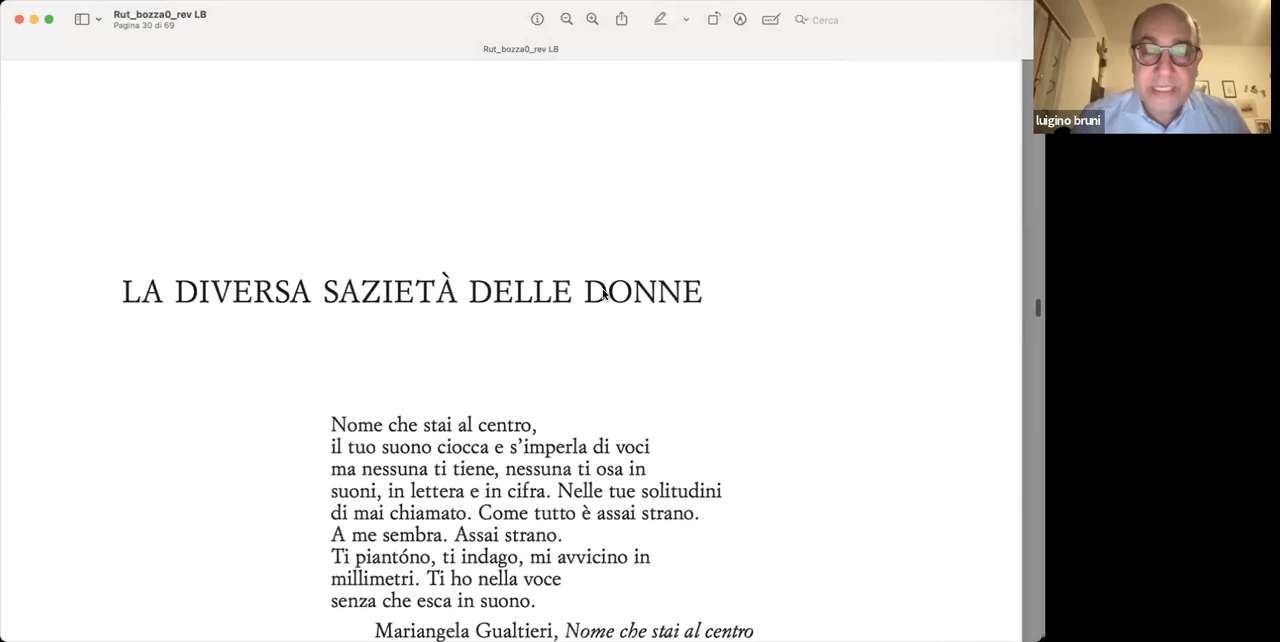 Rut_bozza0_rev LB
Pagina 30 di 69
Cerca
Rut_bozza0_rev LB
luigino bruni
LA DIVERSA SAZIETÀ DELLE DONNE
Nome che stai al centro,
il tuo suono ciocca e s’imperla di voci
ma nessuna ti tiene, nessuna ti osa in
suoni, in lettera e in cifra. Nelle tue solitudini
di mai chiamato. Come tutto è assai strano.
A me sembra. Assai strano.
Ti piantóno, ti indago, mi avvicino in
millimetri. Ti ho nella voce
senza che esca in suono.
Mariangela Gualtieri, Nome che stai al centro